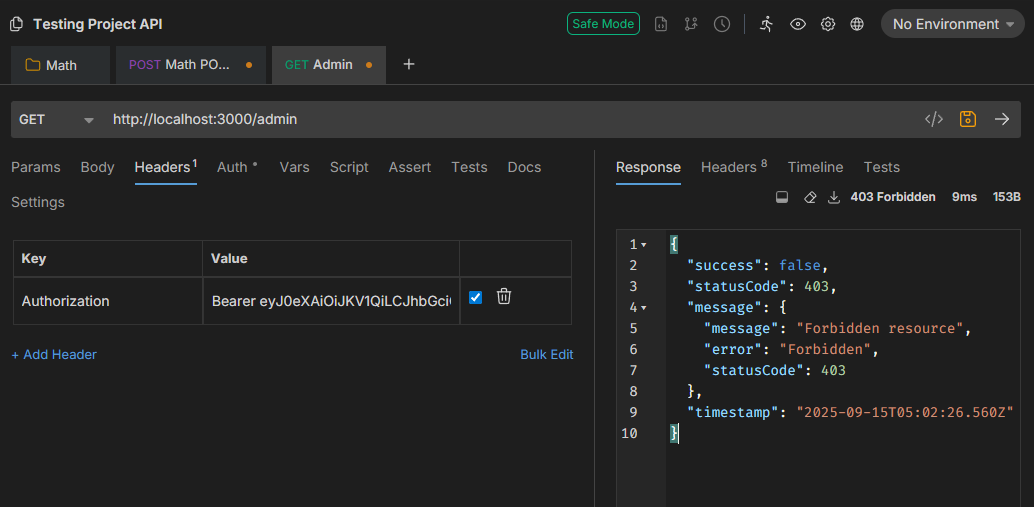 Testing Project API
Safe Mode
No Environment
Math
POST Math PO...
GET Admin
+
GET
http://localhost:3000/admin
</>
Params Body Headers 1 Auth Vars Script Assert Tests Docs
Settings
Key Value
Authorization Bearer eyJ0eXAiOiJKV1QiLCJhbGci
+ Add Header
Bulk Edit
Response Headers 8 Timeline Tests
403 Forbidden 9ms 153B
1 {
2 "success": false,
3 "statusCode": 403,
4 "message": {
5 "message": "Forbidden resource",
6 "error": "Forbidden",
7 "statusCode": 403
8 },
9 "timestamp": "2025-09-15T05:02:26.560Z"
10 }